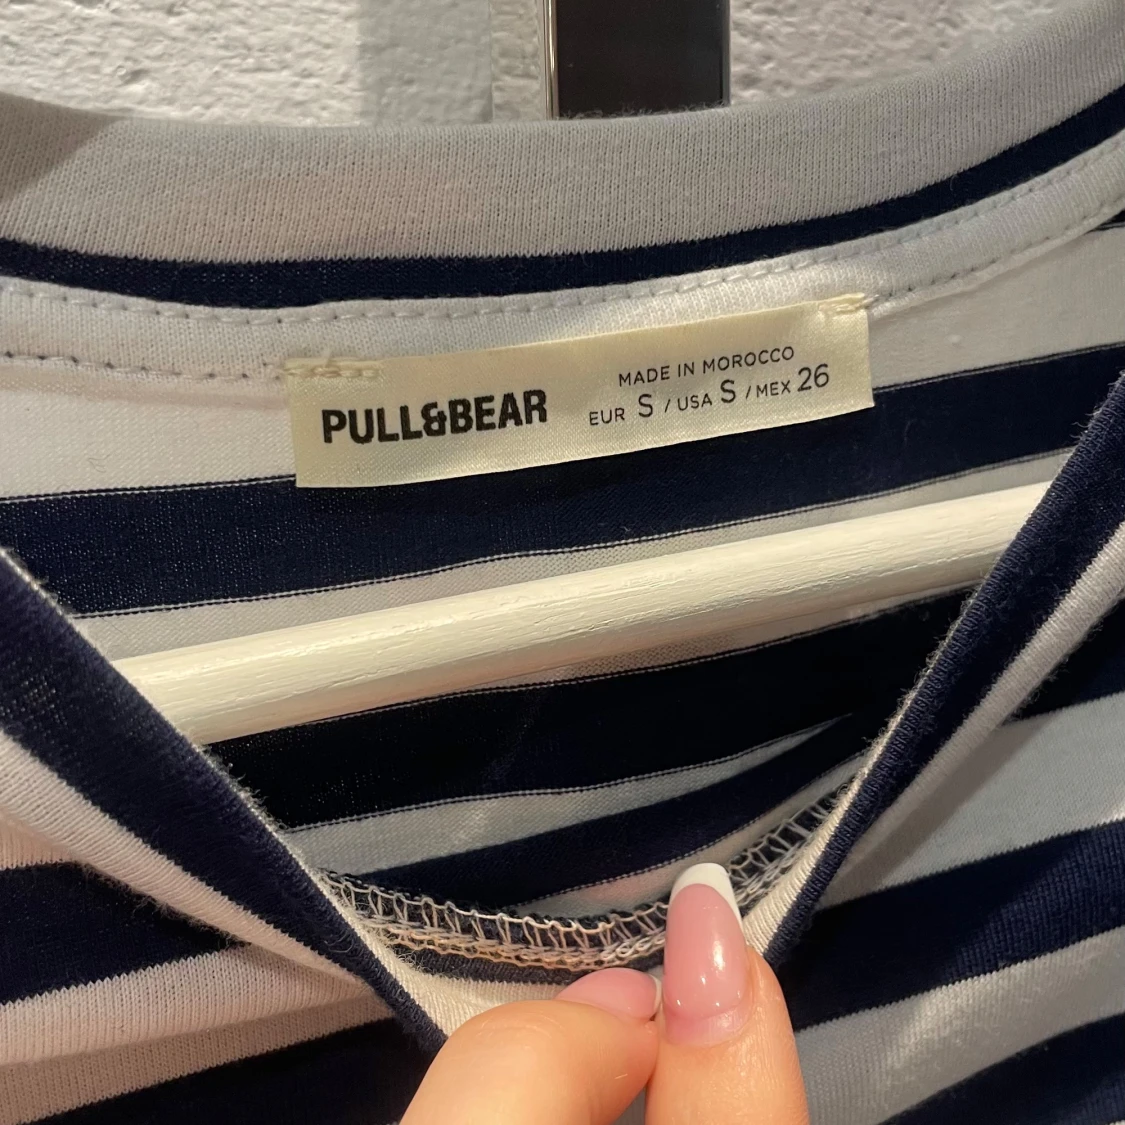 PULL&BEAR
MADE IN MOROCCO
EUR S / USA S / MEX 26